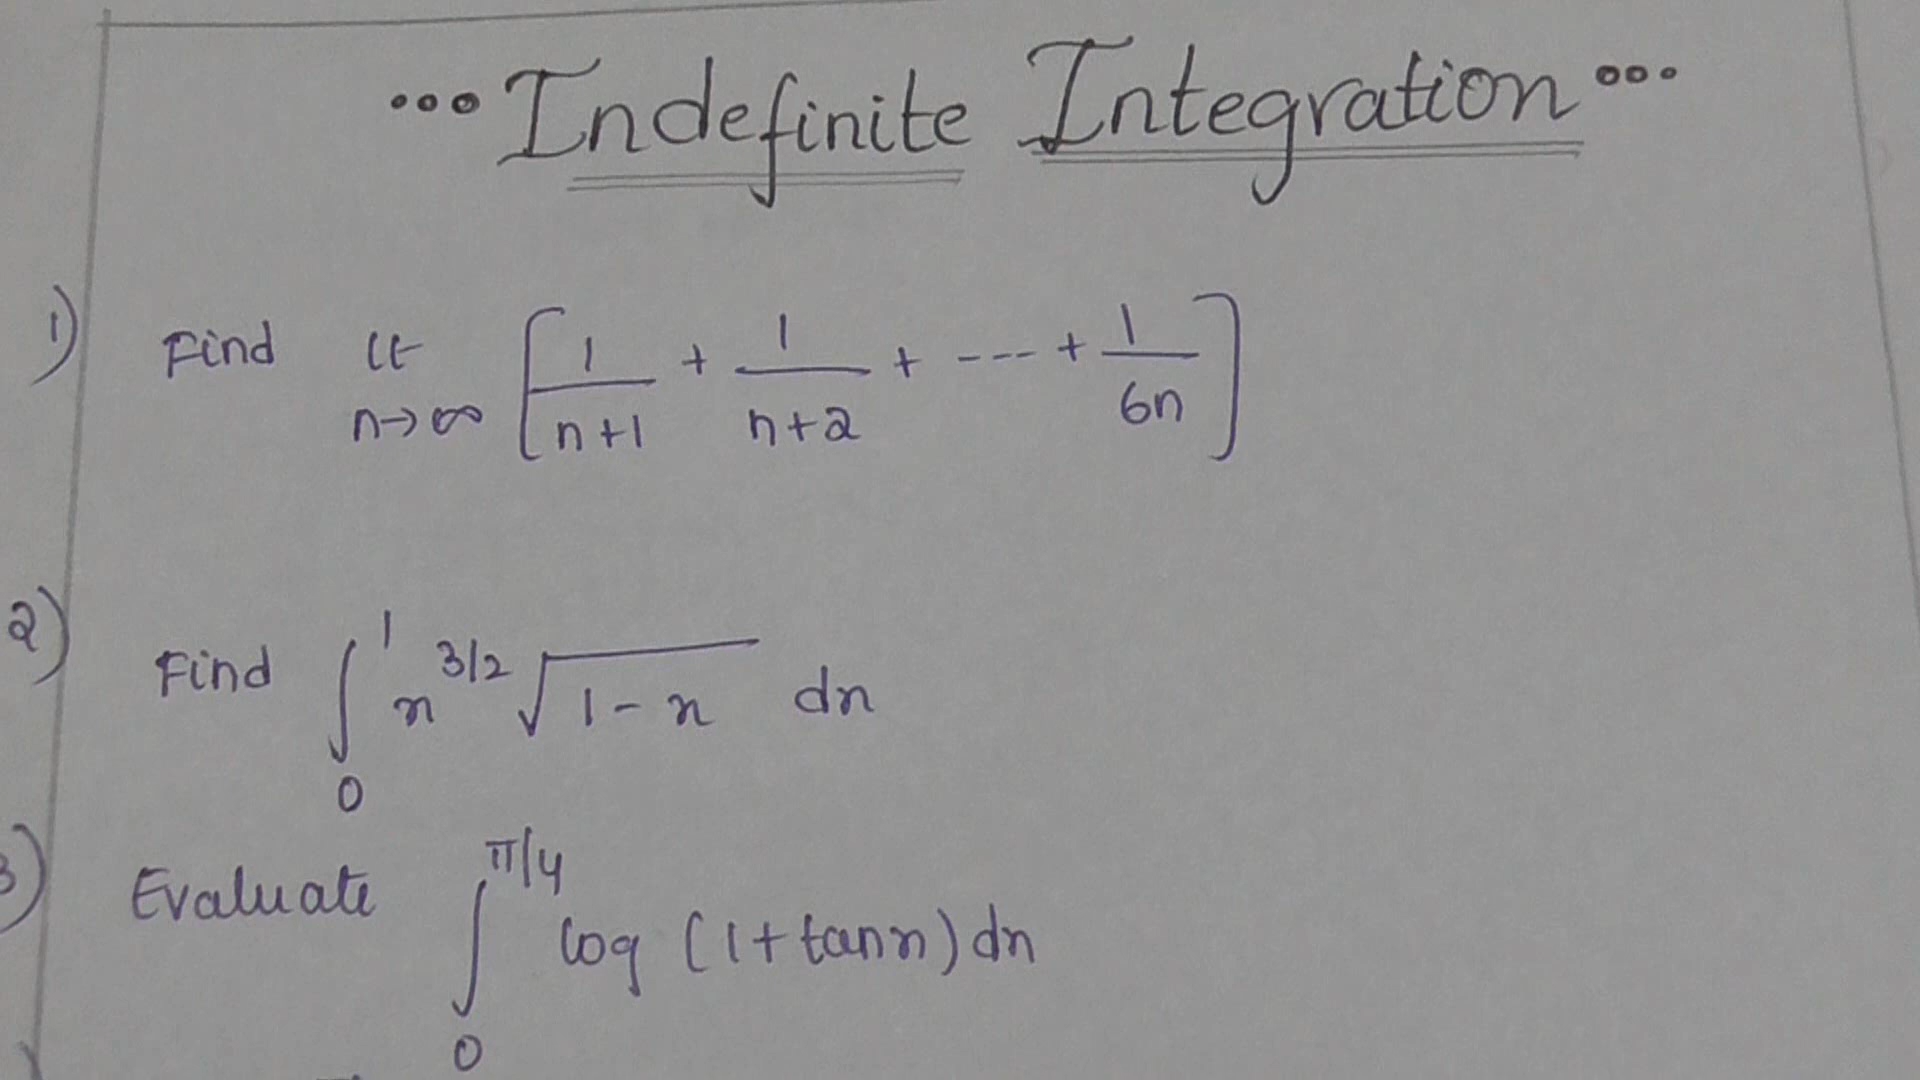 ...Indefinite Integration...
1) Find lt n→∞ [1/(n+1) + 1/(n+2) + ---- + 1/6n]
2) Find ∫₀¹ x^3/2 √(1-x) dx
3) Evaluate ∫₀^π/4 log (1+tanx) dx